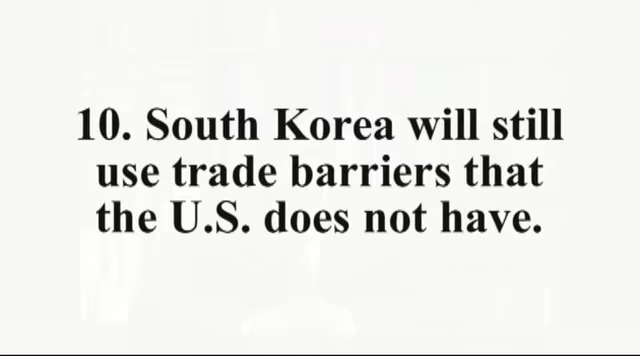 10. South Korea will still
use trade barriers that
the U.S. does not have.